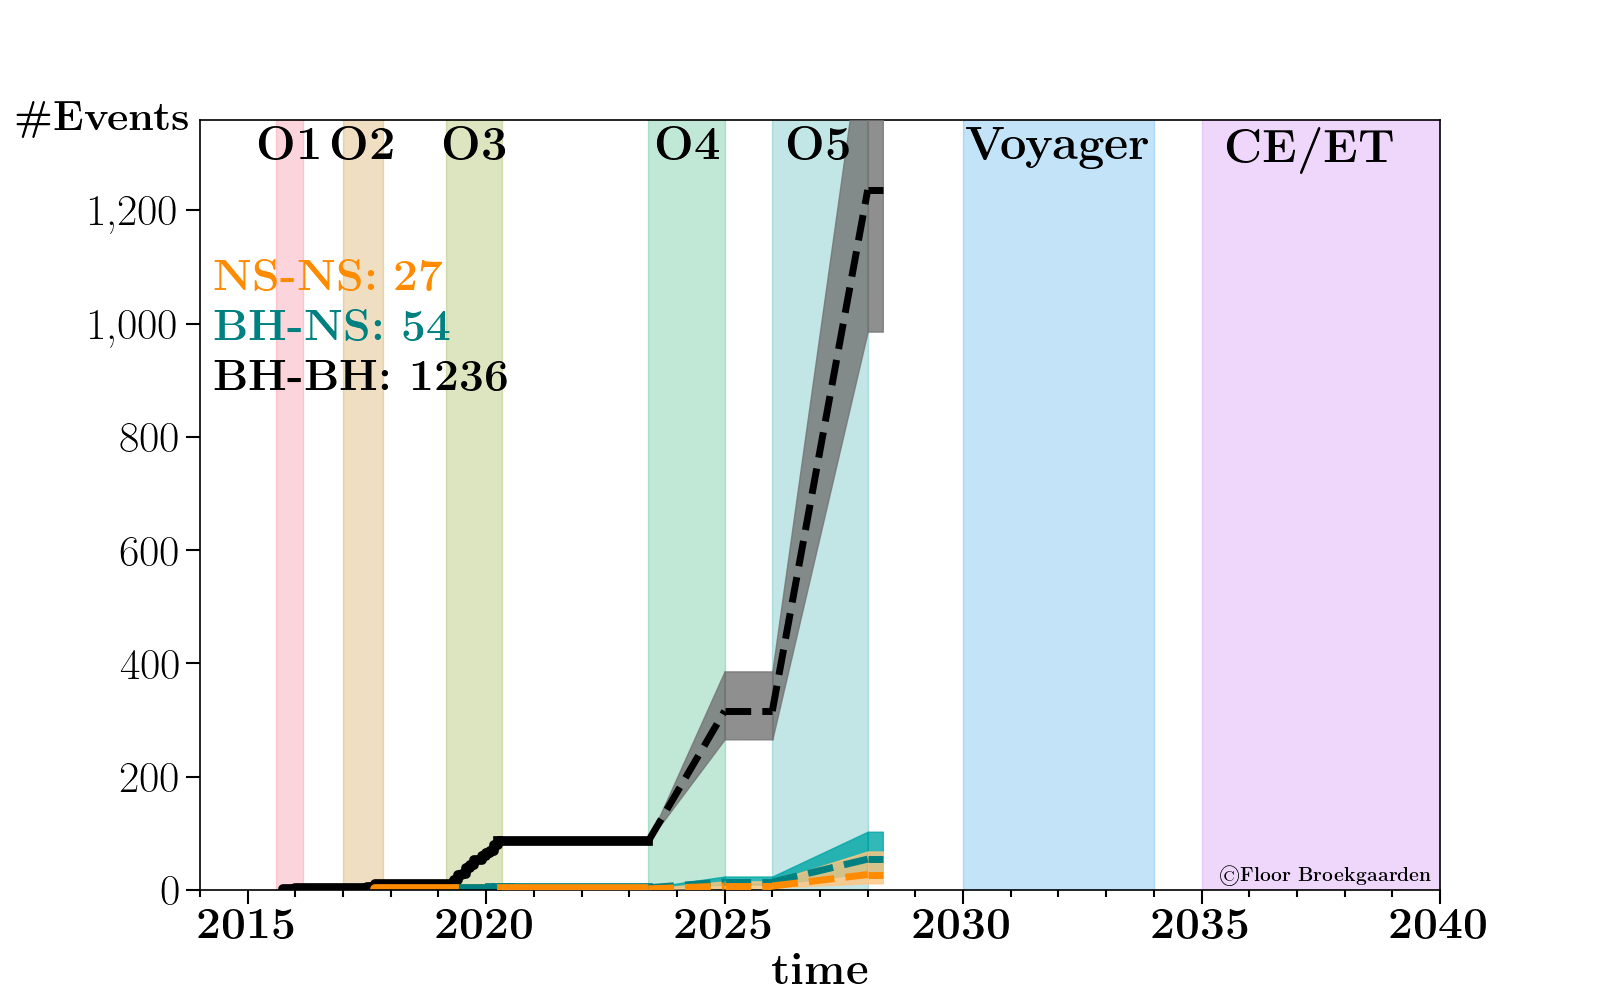 #Events
O1 O2 O3 O4 O5 Voyager CE/ET
1,200
NS-NS: 27
1,000
BH-NS: 54
BH-BH: 1236
800
600
400
200
0
©Floor Broekgaarden
2015 2020 2025 2030 2035 2040
time